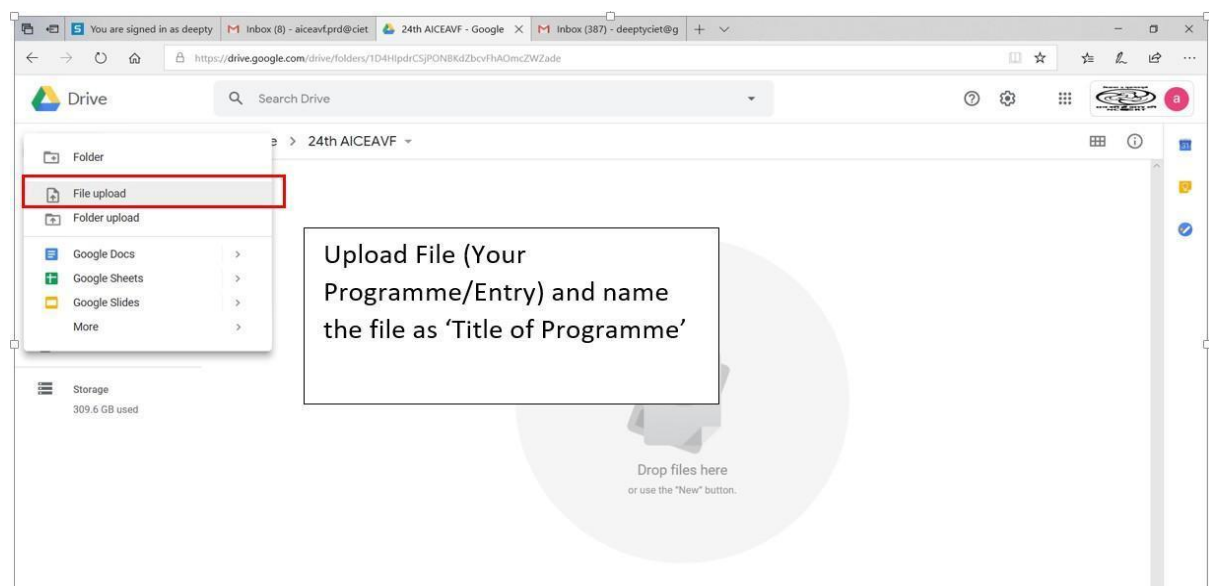 You are signed in as deepty
Inbox (8) - aiceavf.prd@ciet
24th AICEAVF - Google
Inbox (387) - deeptyciet@g
https://drive.google.com/drive/folders/1D4HIpdrCSjPONBKdZbcvFhAOmcZWZade
Drive
Search Drive
a
e > 24th AICEAVF
Folder
File upload
Folder upload
Google Docs
Google Sheets
Google Slides
More
Upload File (Your
Programme/Entry) and name
the file as ‘Title of Programme’
Storage
309.6 GB used
Drop files here
or use the "New" button.